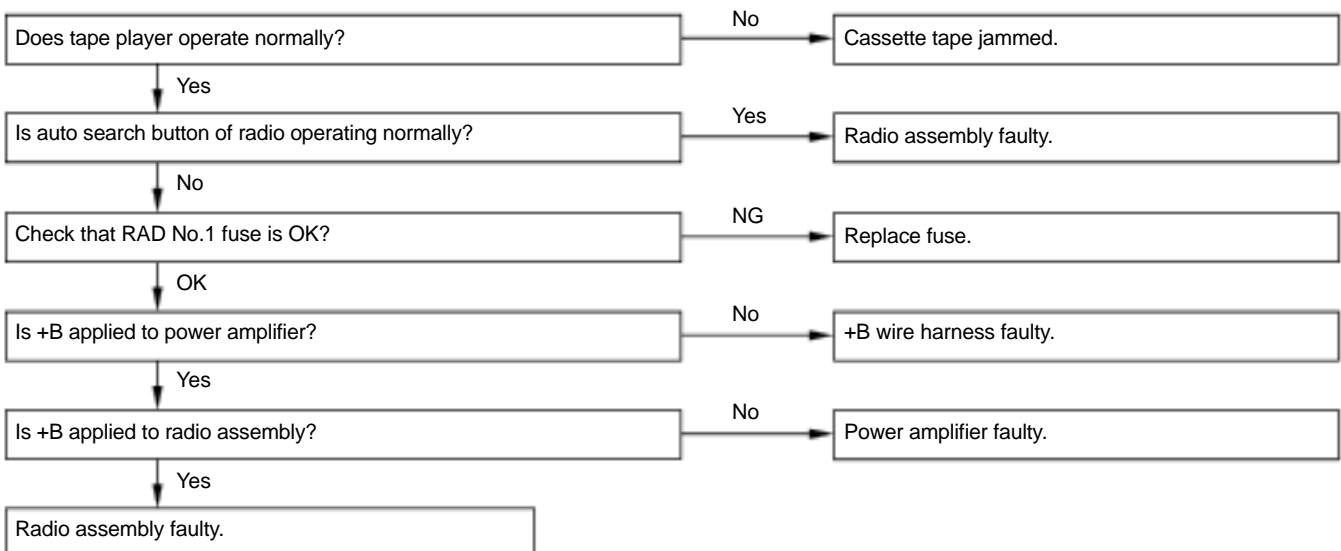 Does tape player operate normally?
No
Cassette tape jammed.
Yes
Is auto search button of radio operating normally?
Yes
Radio assembly faulty.
No
Check that RAD No.1 fuse is OK?
NG
Replace fuse.
OK
Is +B applied to power amplifier?
No
+B wire harness faulty.
Yes
Is +B applied to radio assembly?
No
Power amplifier faulty.
Yes
Radio assembly faulty.